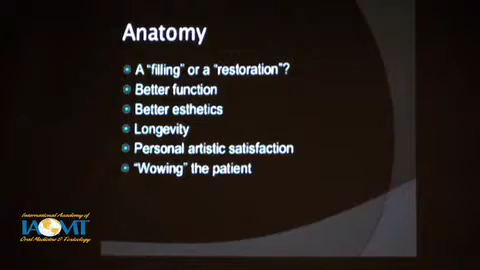 Anatomy
A "filling" or a "restoration"?
Better function
Better esthetics
Longevity
Personal artistic satisfaction
"Wowing" the patient
International Academy of
IAOMT
Oral Medicine & Toxicology